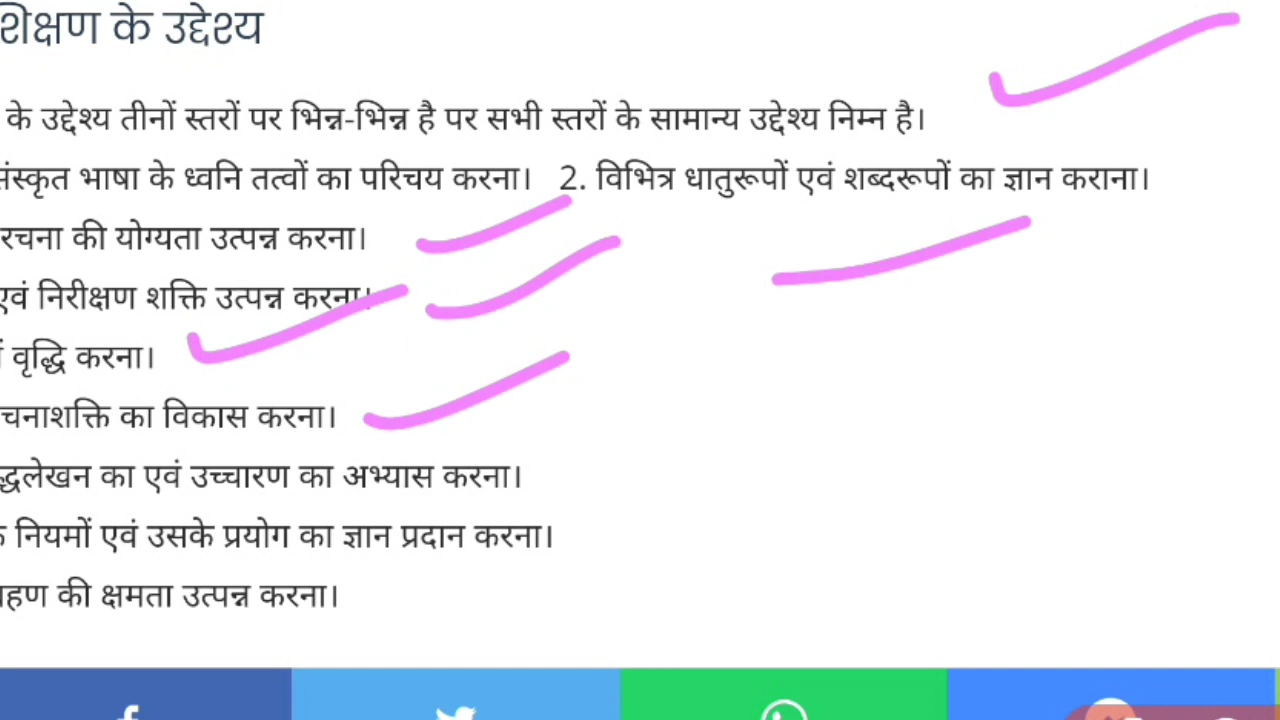 शिक्षण के उद्देश्य
के उद्देश्य तीनों स्तरों पर भिन्न-भिन्न है पर सभी स्तरों के सामान्य उद्देश्य निम्न है।
संस्कृत भाषा के ध्वनि तत्वों का परिचय करना। 2. विभित्र धातुरूपों एवं शब्दरूपों का ज्ञान कराना।
रचना की योग्यता उत्पन्न करना।
एवं निरीक्षण शक्ति उत्पन्न करना।
वृद्धि करना।
चनाशक्ति का विकास करना।
द्धलेखन का एवं उच्चारण का अभ्यास करना।
नियमों एवं उसके प्रयोग का ज्ञान प्रदान करना।
हण की क्षमता उत्पन्न करना।